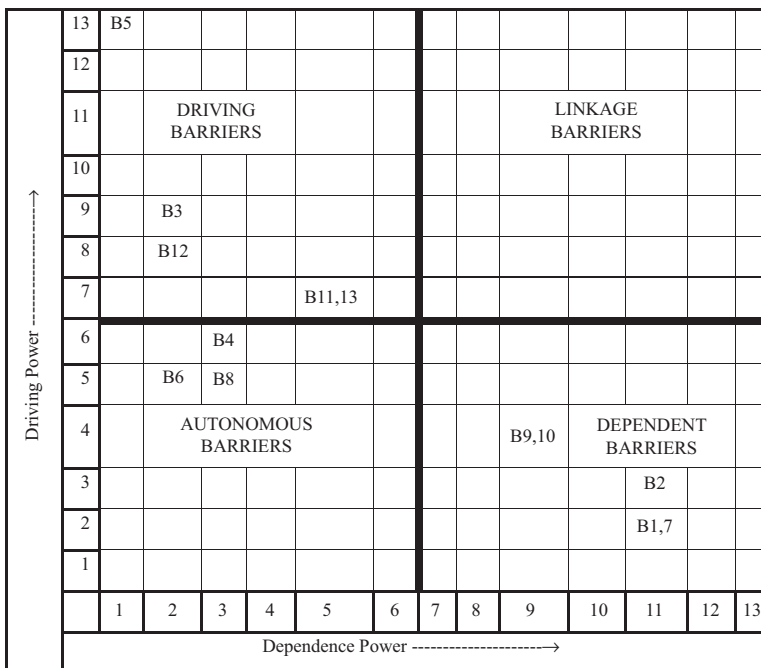 13 B5
12
11 DRIVING LINKAGE
BARRIERS BARRIERS
10
9 B3
8 B12
7 B11,13
6 B4
5 B6 B8
4 AUTONOMOUS B9,10 DEPENDENT
BARRIERS BARRIERS
3 B2
2 B1,7
1
1 2 3 4 5 6 7 8 9 10 11 12 13
Driving Power --------------------→
Dependence Power ----------------------→